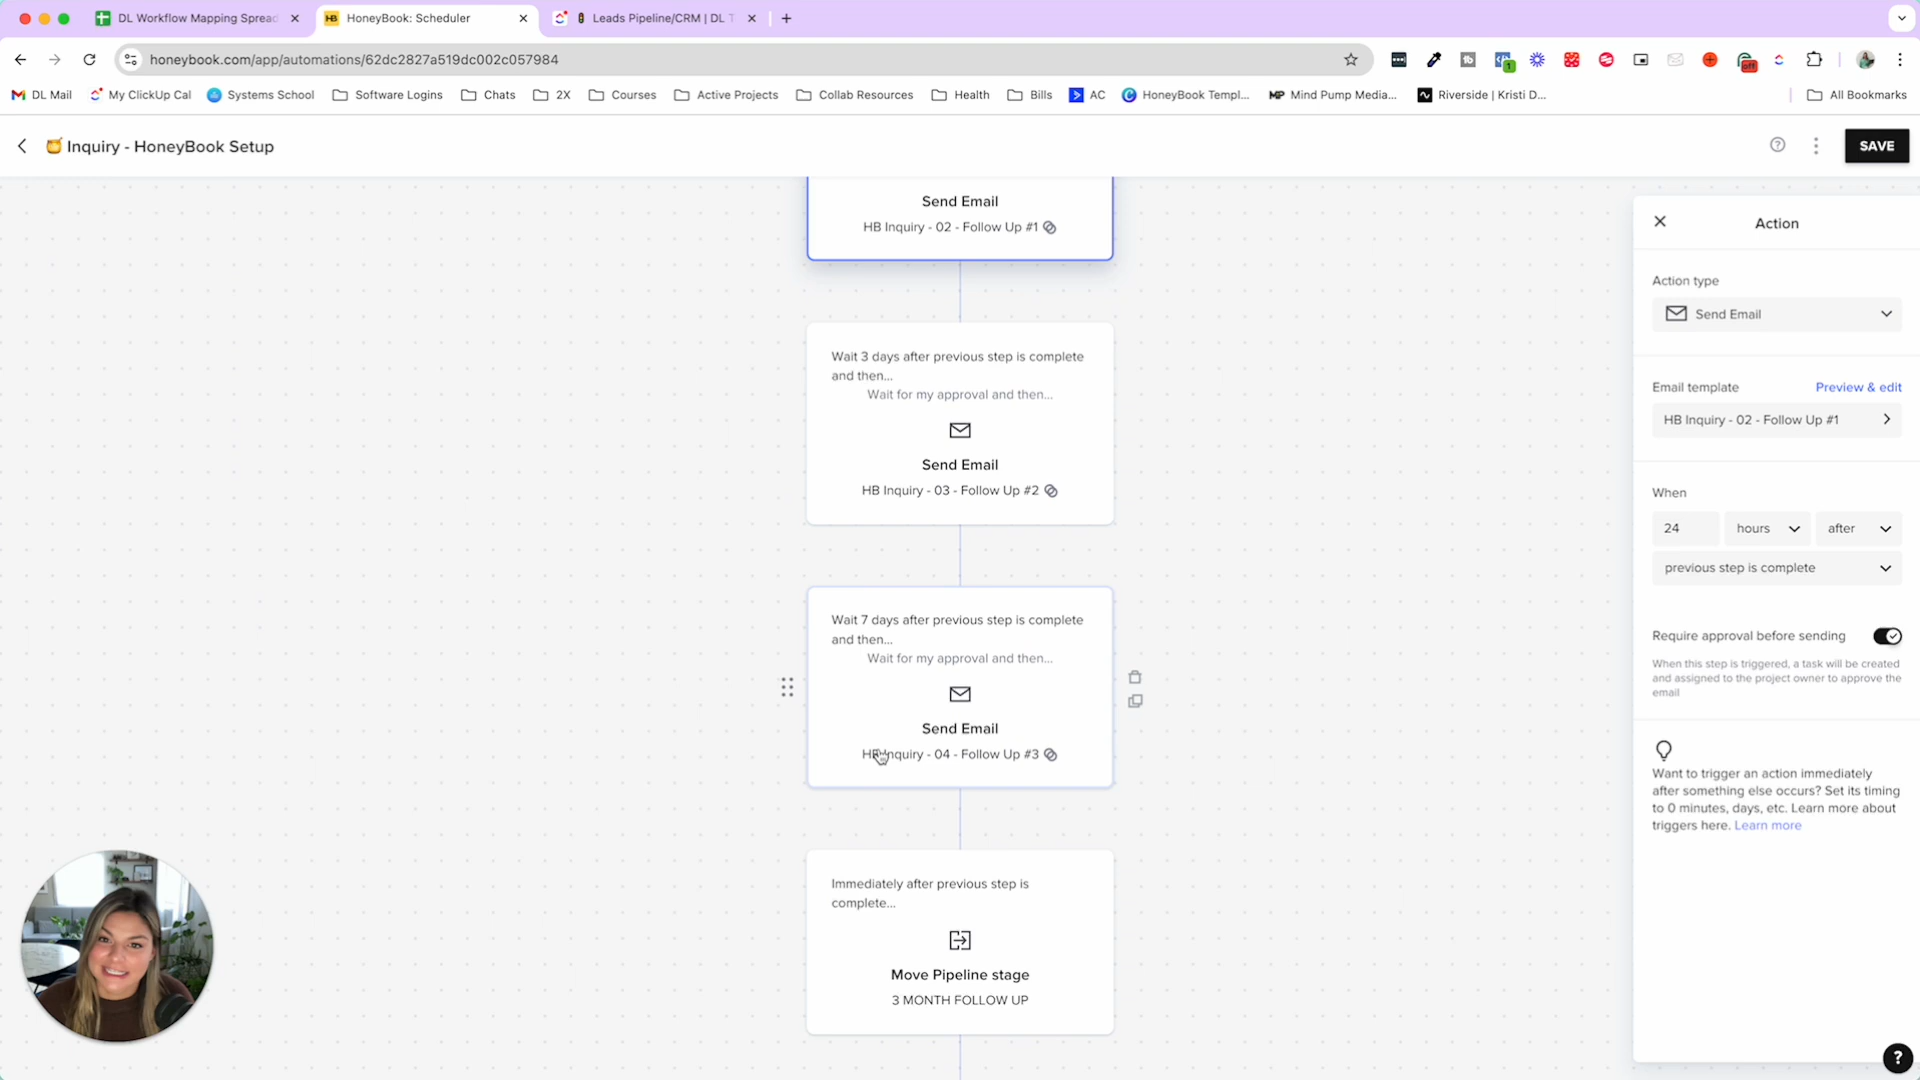 DL Workflow Mapping Spread
HoneyBook: Scheduler
Leads Pipeline/CRM | DL T
honeybook.com/app/automations/62dc2827a519dc002c057984
DL Mail
My ClickUp Cal
Systems School
Software Logins
Chats
2X
Courses
Active Projects
Collab Resources
Health
Bills
AC
HoneyBook Templ...
Mind Pump Media...
Riverside | Kristi D...
All Bookmarks
Inquiry - HoneyBook Setup
SAVE
Send Email
HB Inquiry - 02 - Follow Up #1
Wait 3 days after previous step is complete
and then...
Wait for my approval and then...
Send Email
HB Inquiry - 03 - Follow Up #2
Wait 7 days after previous step is complete
and then...
Wait for my approval and then...
Send Email
HB Inquiry - 04 - Follow Up #3
Immediately after previous step is
complete...
Move Pipeline stage
3 MONTH FOLLOW UP
Action
Action type
Send Email
Email template
Preview & edit
HB Inquiry - 02 - Follow Up #1
When
24 hours after
previous step is complete
Require approval before sending
When this step is triggered, a task will be created
and assigned to the project owner to approve the
email
Want to trigger an action immediately
after something else occurs? Set its timing
to 0 minutes, days, etc. Learn more about
triggers here. Learn more